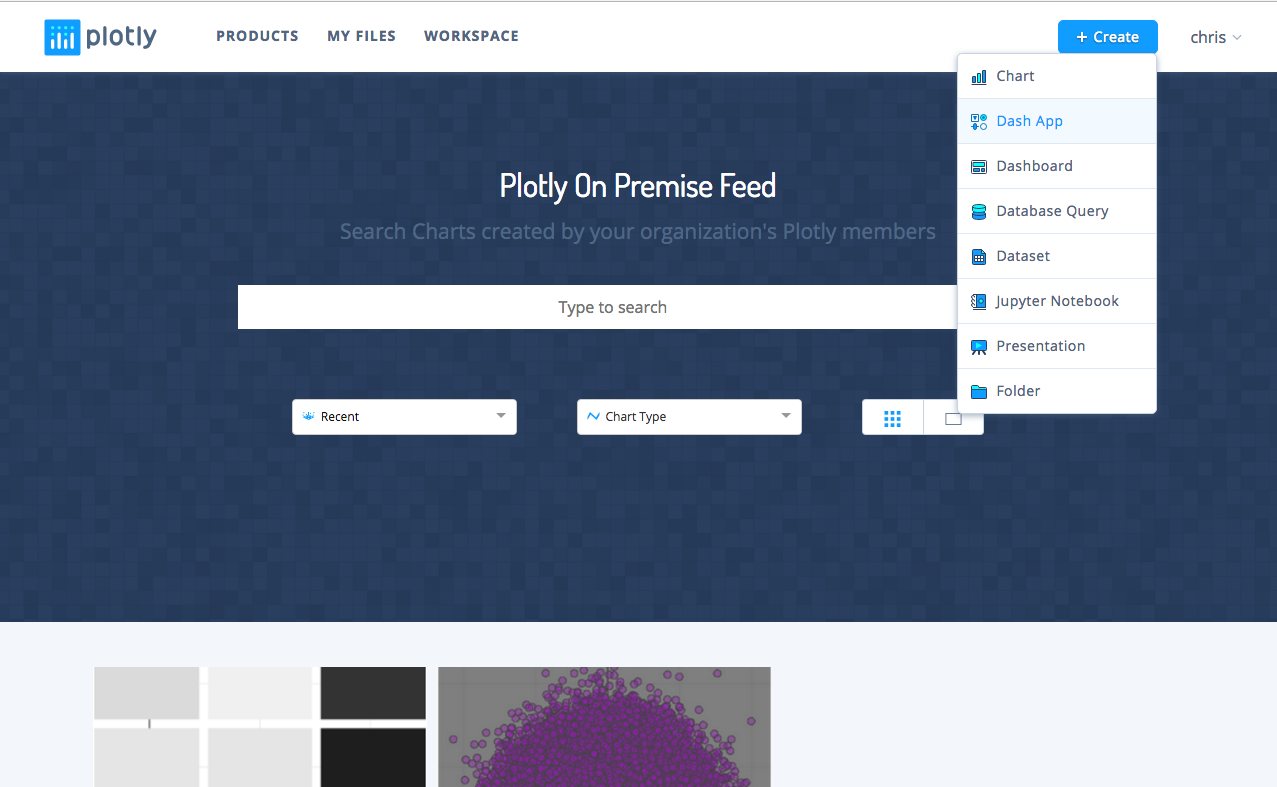 plotly PRODUCTS MY FILES WORKSPACE + Create chris
Chart
Dash App
Dashboard
Database Query
Dataset
Jupyter Notebook
Presentation
Folder
Plotly On Premise Feed
Search Charts created by your organization's Plotly members
Type to search
Recent Chart Type